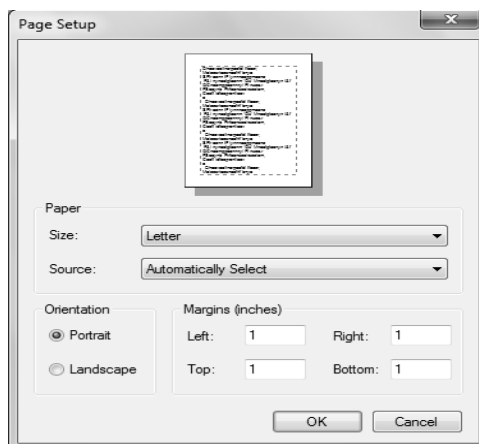 Page Setup
Paper
Size: Letter
Source: Automatically Select
Orientation Margins (inches)
Portrait Left: 1 Right: 1
Landscape Top: 1 Bottom: 1
OK Cancel